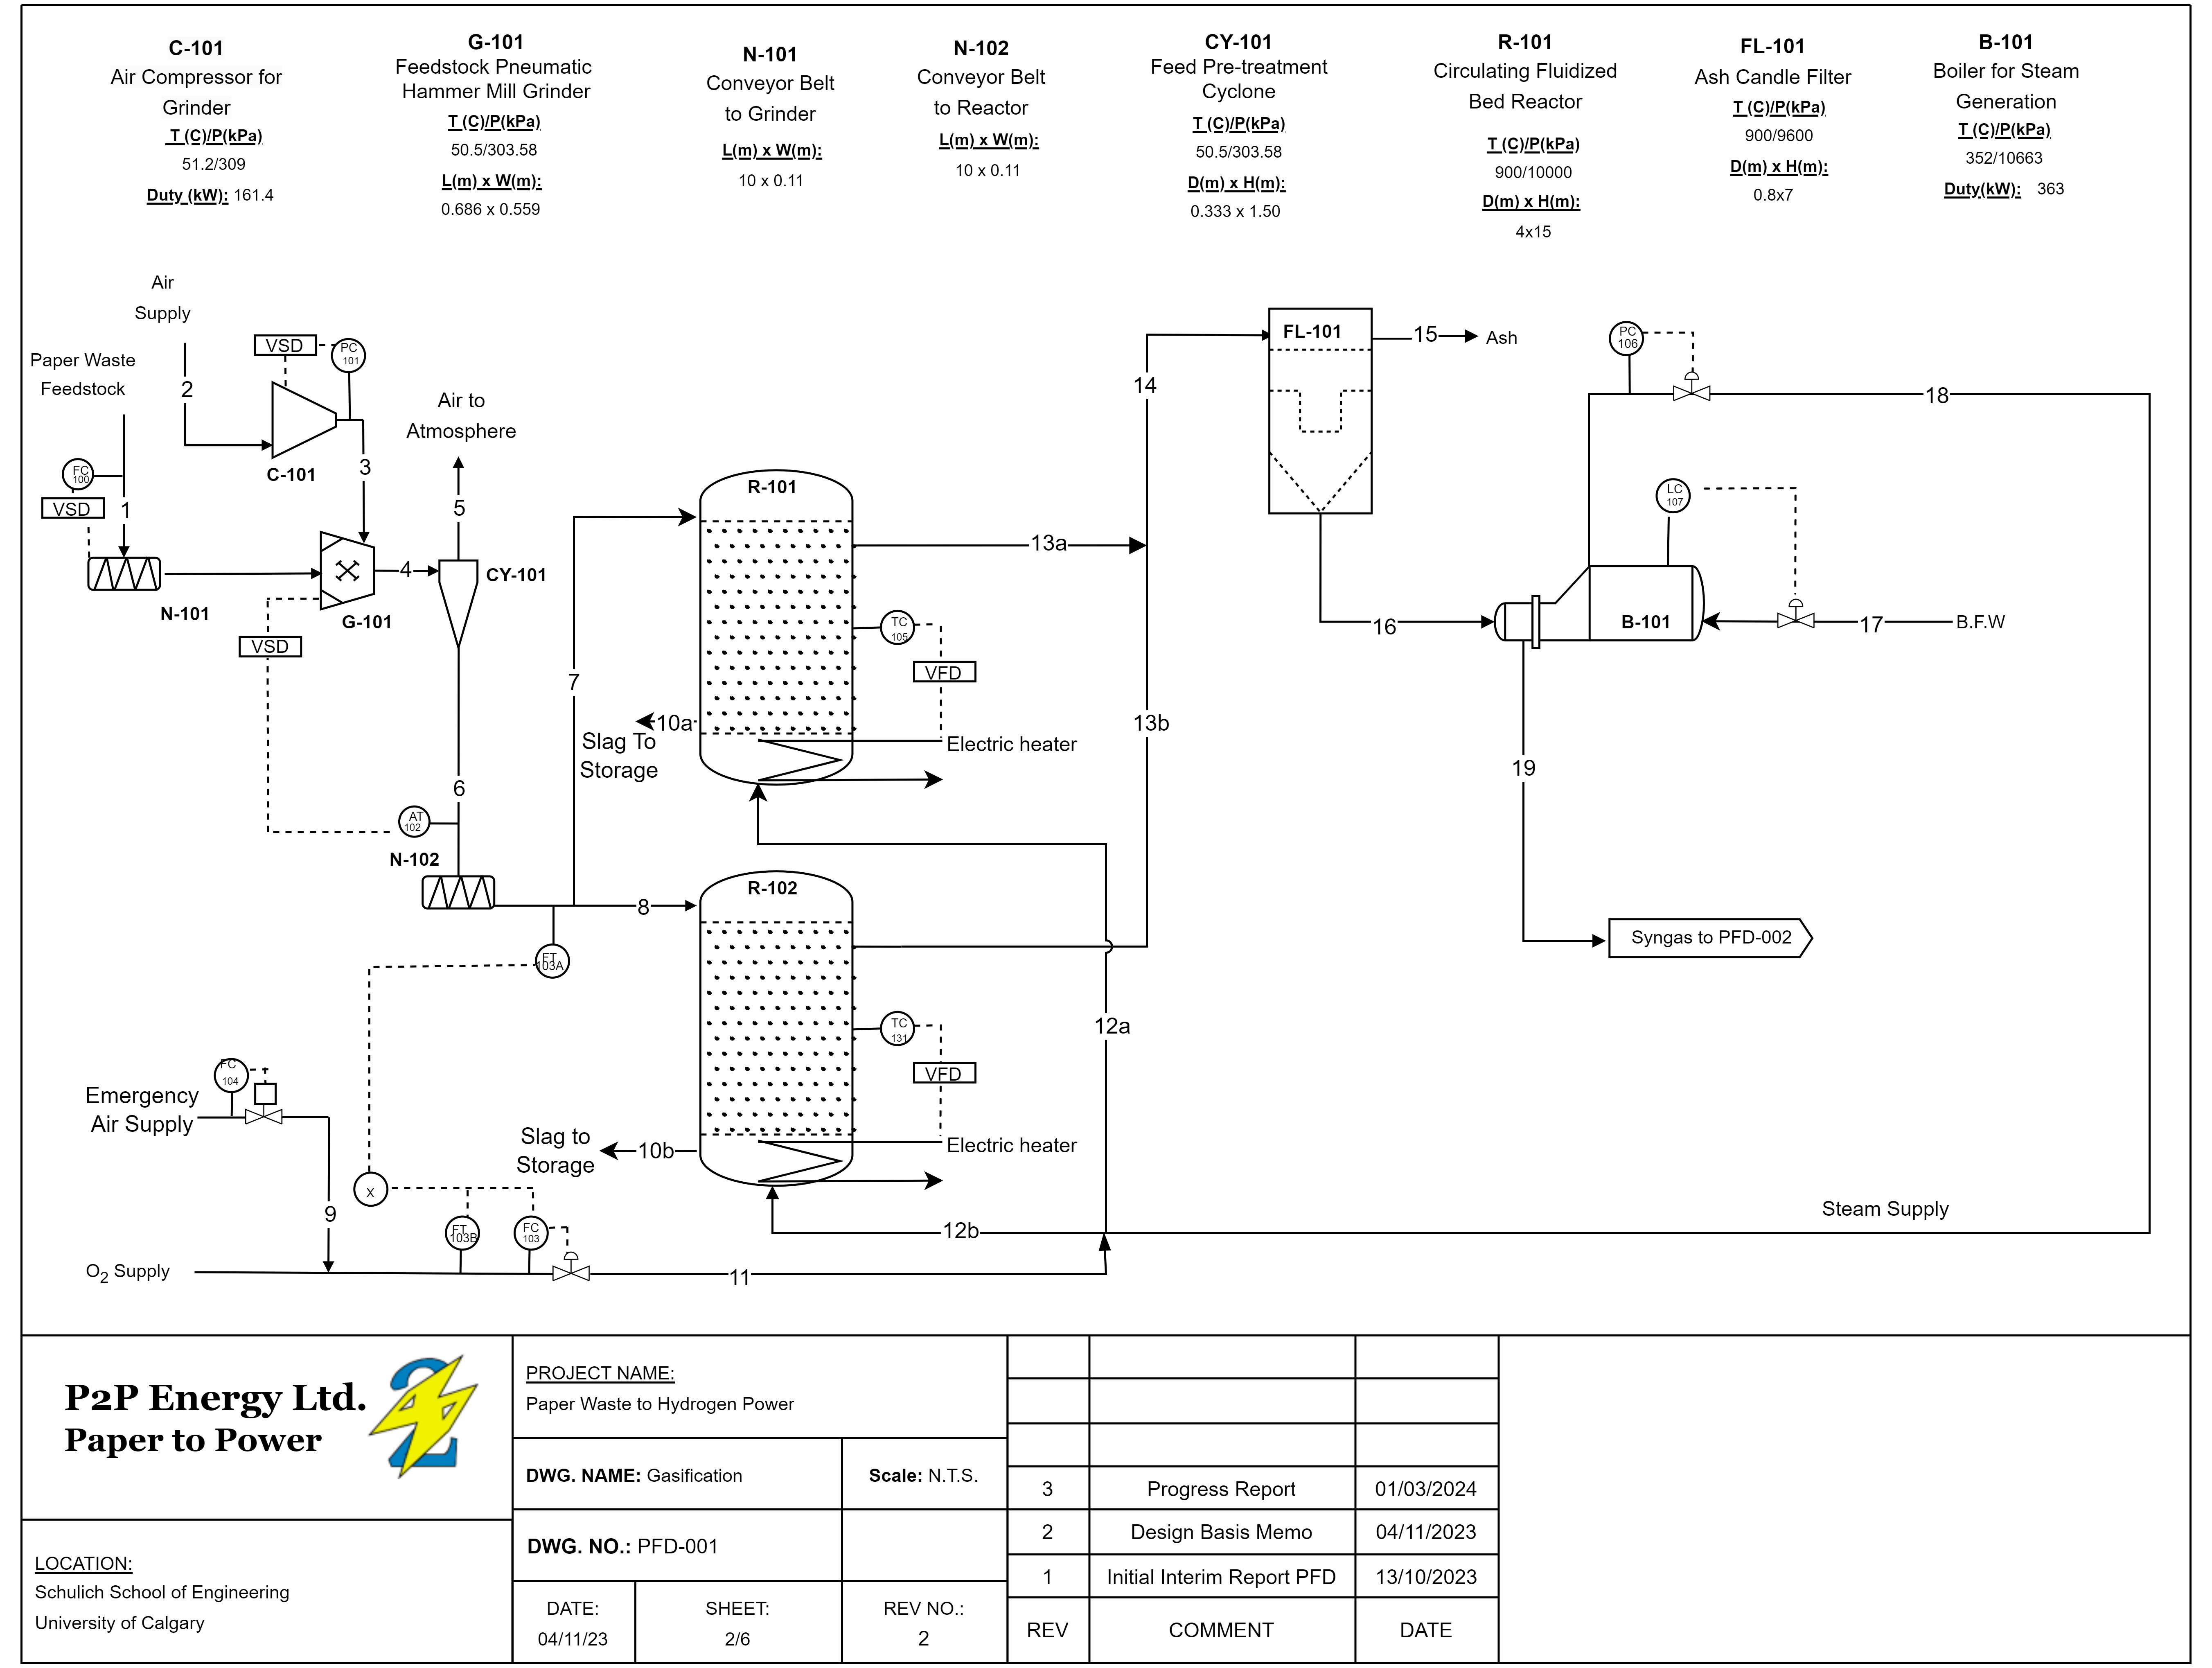 C-101
Air Compressor for
Grinder
T (C)/P(kPa)
51.2/309
Duty (kW): 161.4
G-101
Feedstock Pneumatic
Hammer Mill Grinder
T (C)/P(kPa)
50.5/303.58
L(m) x W(m):
0.686 x 0.559
N-101
Conveyor Belt
to Grinder
L(m) x W(m):
10 x 0.11
N-102
Conveyor Belt
to Reactor
L(m) x W(m):
10 x 0.11
CY-101
Feed Pre-treatment
Cyclone
T (C)/P(kPa)
50.5/303.58
D(m) x H(m):
0.333 x 1.50
R-101
Circulating Fluidized
Bed Reactor
T (C)/P(kPa)
900/10000
D(m) x H(m):
4x15
FL-101
Ash Candle Filter
T (C)/P(kPa)
900/9600
D(m) x H(m):
0.8x7
B-101
Boiler for Steam
Generation
T (C)/P(kPa)
352/10663
Duty(kW): 363
Air
Supply
Paper Waste
Feedstock
2
VSD
PC
101
C-101
3
FC
100
VSD
1
N-101
G-101
VSD
4
Air to
Atmosphere
5
CY-101
6
AT
102
N-102
7
8
FT
103A
R-101
13a
TC
105
VFD
Electric heater
10a
Slag To
Storage
R-102
TC
131
VFD
Electric heater
10b
Slag to
Storage
12a
12b
13b
14
FL-101
15
Ash
16
PC
106
18
LC
107
B-101
17
B.F.W
19
Syngas to PFD-002
Steam Supply
Emergency
Air Supply
FC
104
9
X
FT
103B
FC
103
O2 Supply
11
P2P Energy Ltd.
Paper to Power
2
LOCATION:
Schulich School of Engineering
University of Calgary
PROJECT NAME:
Paper Waste to Hydrogen Power
DWG. NAME: Gasification
Scale: N.T.S.
DWG. NO.: PFD-001
DATE:
04/11/23
SHEET:
2/6
REV NO.:
2
3 Progress Report 01/03/2024
2 Design Basis Memo 04/11/2023
1 Initial Interim Report PFD 13/10/2023
REV COMMENT DATE